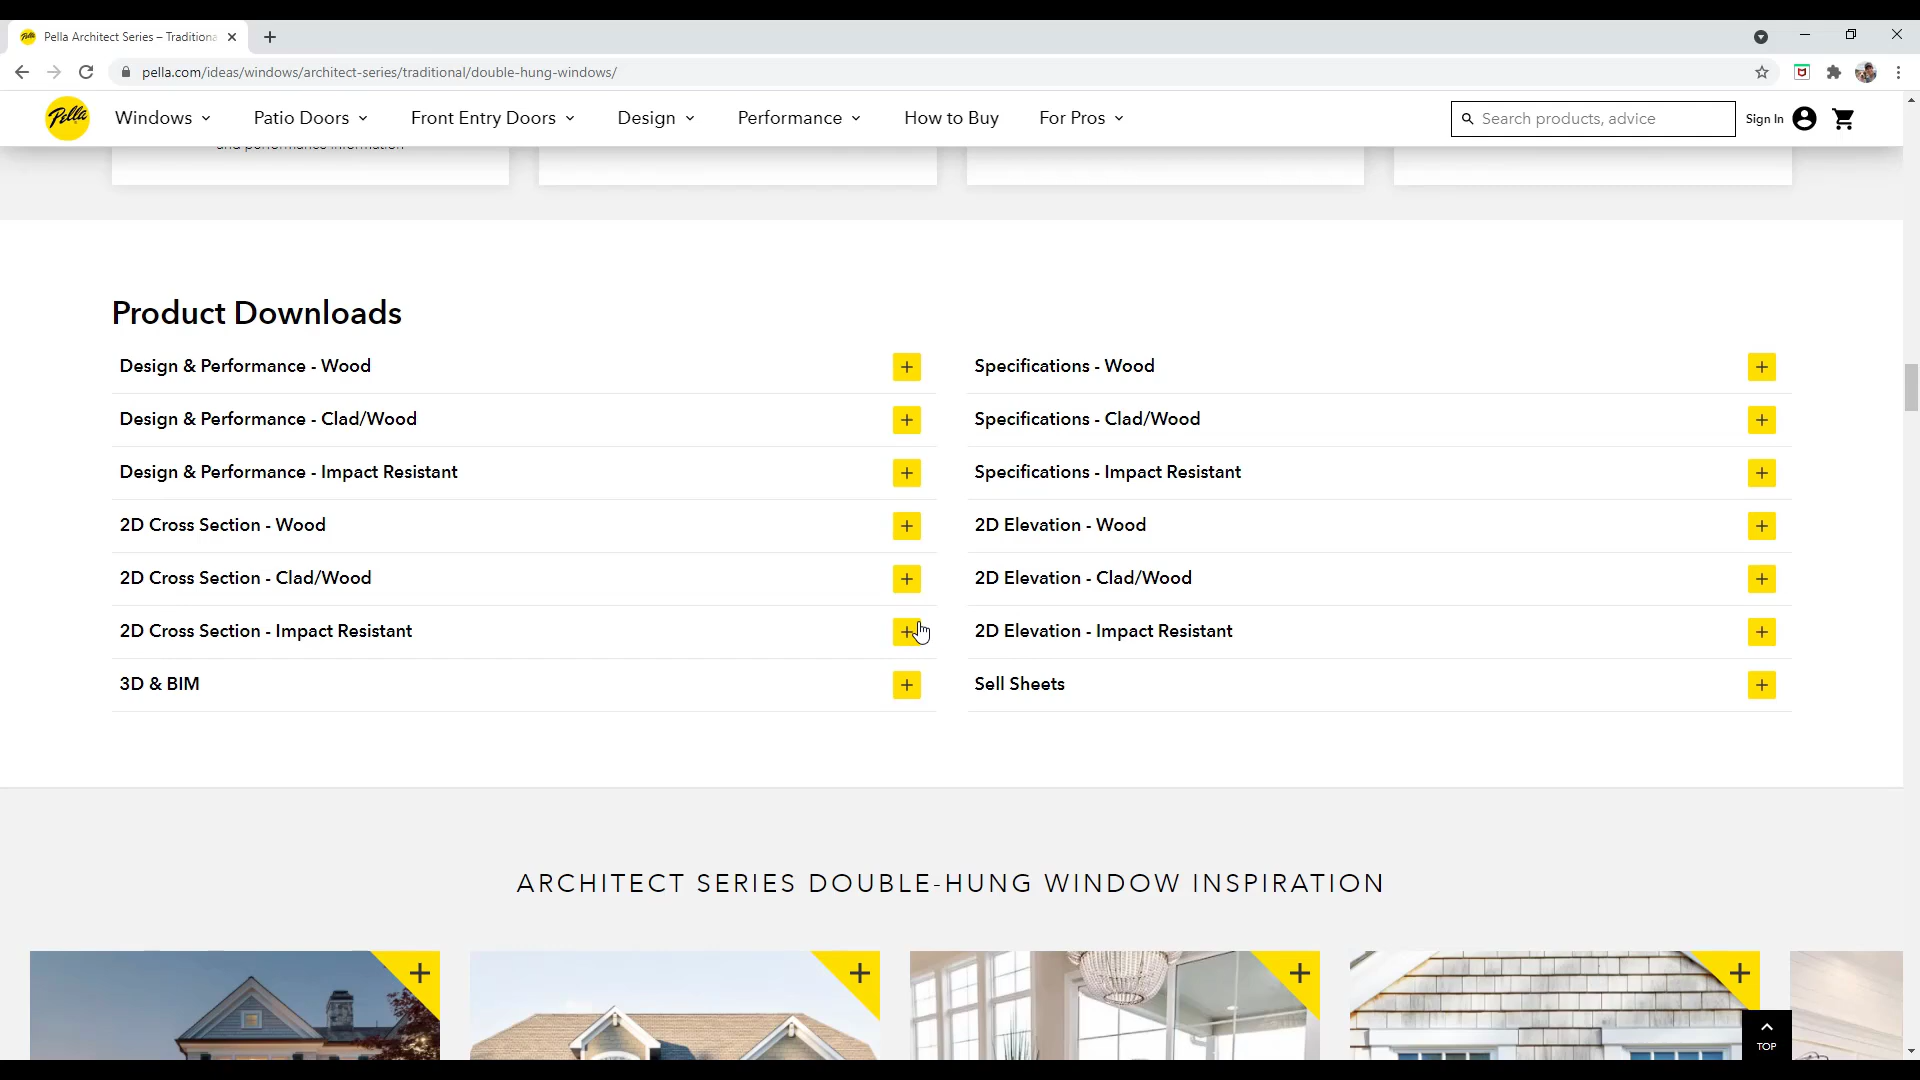 Pella Architect Series – Traditiona
pella.com/ideas/windows/architect-series/traditional/double-hung-windows/
Pella
Windows
Patio Doors
Front Entry Doors
Design
Performance
How to Buy
For Pros
Search products, advice
Sign In
and performance information
Product Downloads
Design & Performance - Wood
Specifications - Wood
Design & Performance - Clad/Wood
Specifications - Clad/Wood
Design & Performance - Impact Resistant
Specifications - Impact Resistant
2D Cross Section - Wood
2D Elevation - Wood
2D Cross Section - Clad/Wood
2D Elevation - Clad/Wood
2D Cross Section - Impact Resistant
2D Elevation - Impact Resistant
3D & BIM
Sell Sheets
ARCHITECT SERIES DOUBLE-HUNG WINDOW INSPIRATION
TOP